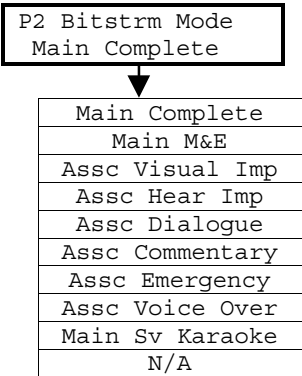 P2 Bitstrm Mode
Main Complete
Main Complete
Main M&E
Assc Visual Imp
Assc Hear Imp
Assc Dialogue
Assc Commentary
Assc Emergency
Assc Voice Over
Main Sv Karaoke
N/A